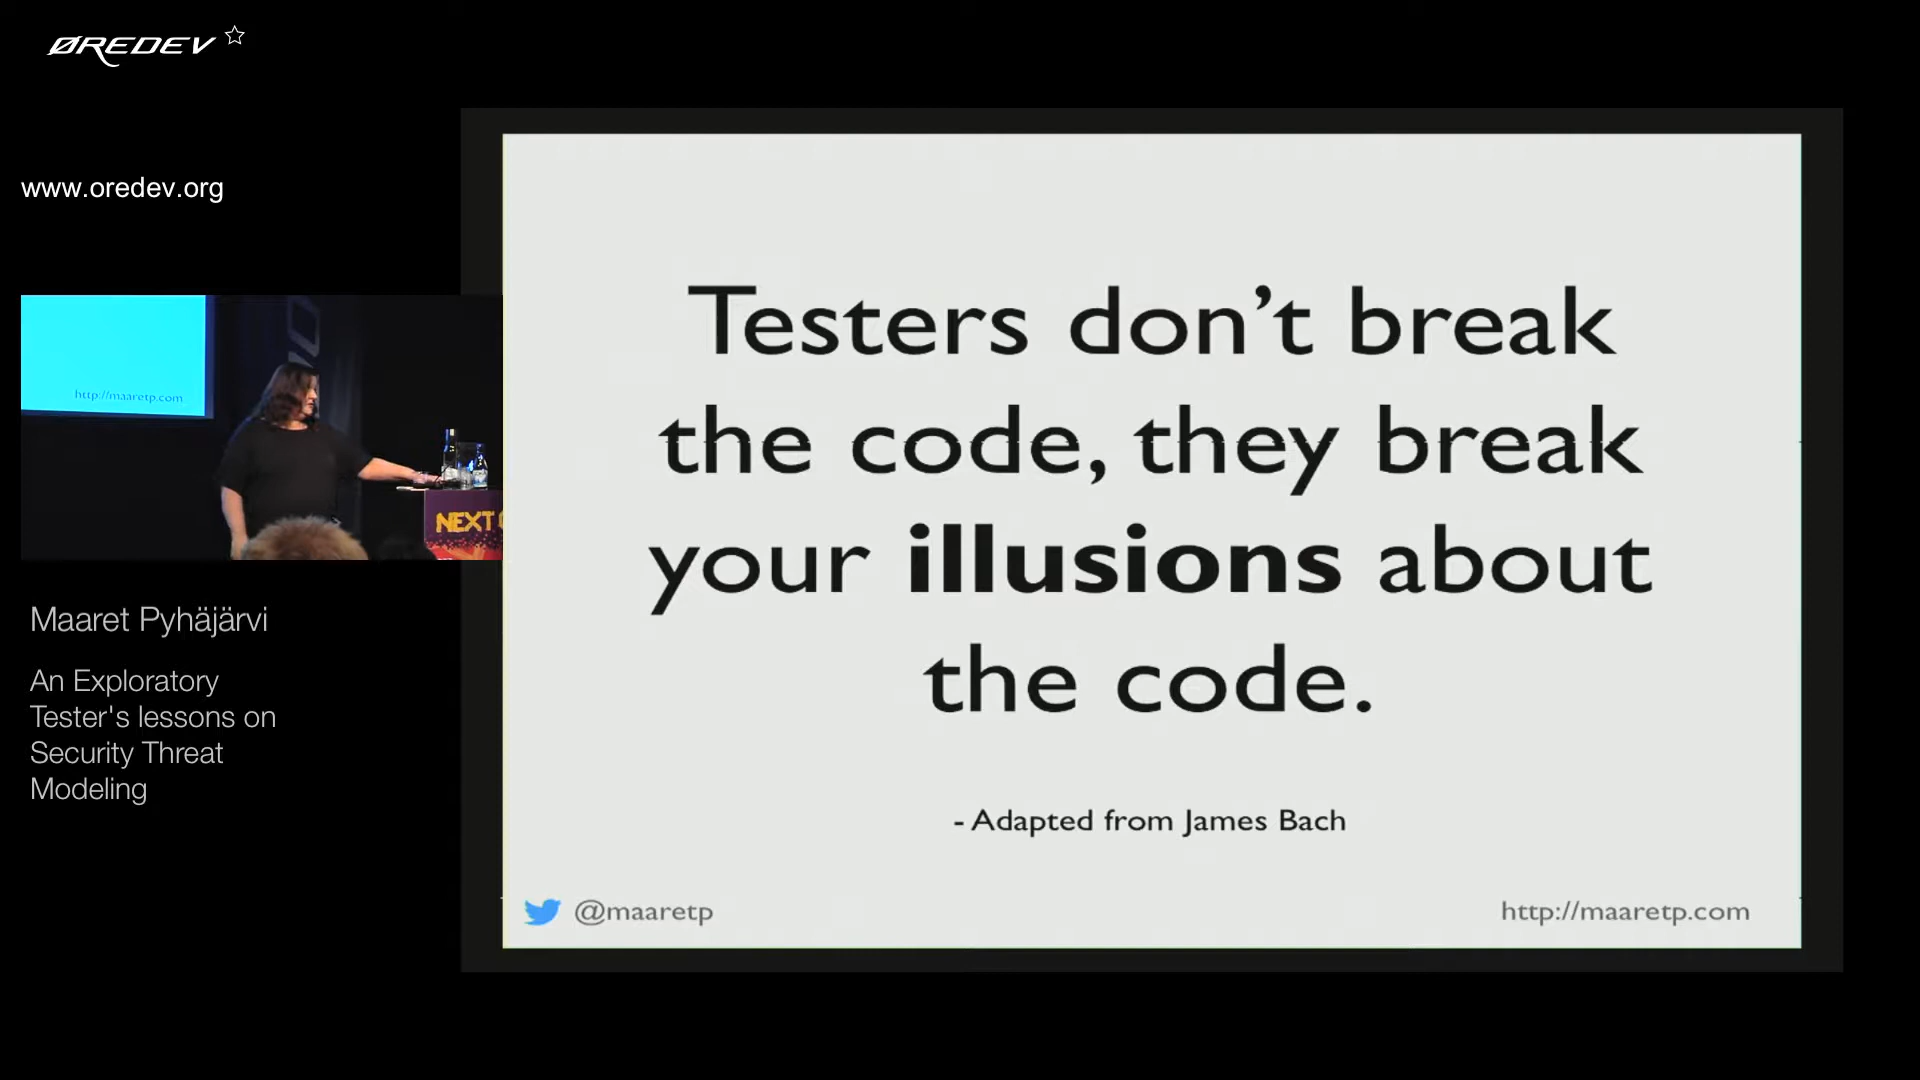 ØREDEV
www.oredev.org
http://maaretp.com
NEXT
Maaret Pyhäjärvi
An Exploratory
Tester's lessons on
Security Threat
Modeling
Testers don’t break
the code, they break
your illusions about
the code.
- Adapted from James Bach
@maaretp
http://maaretp.com